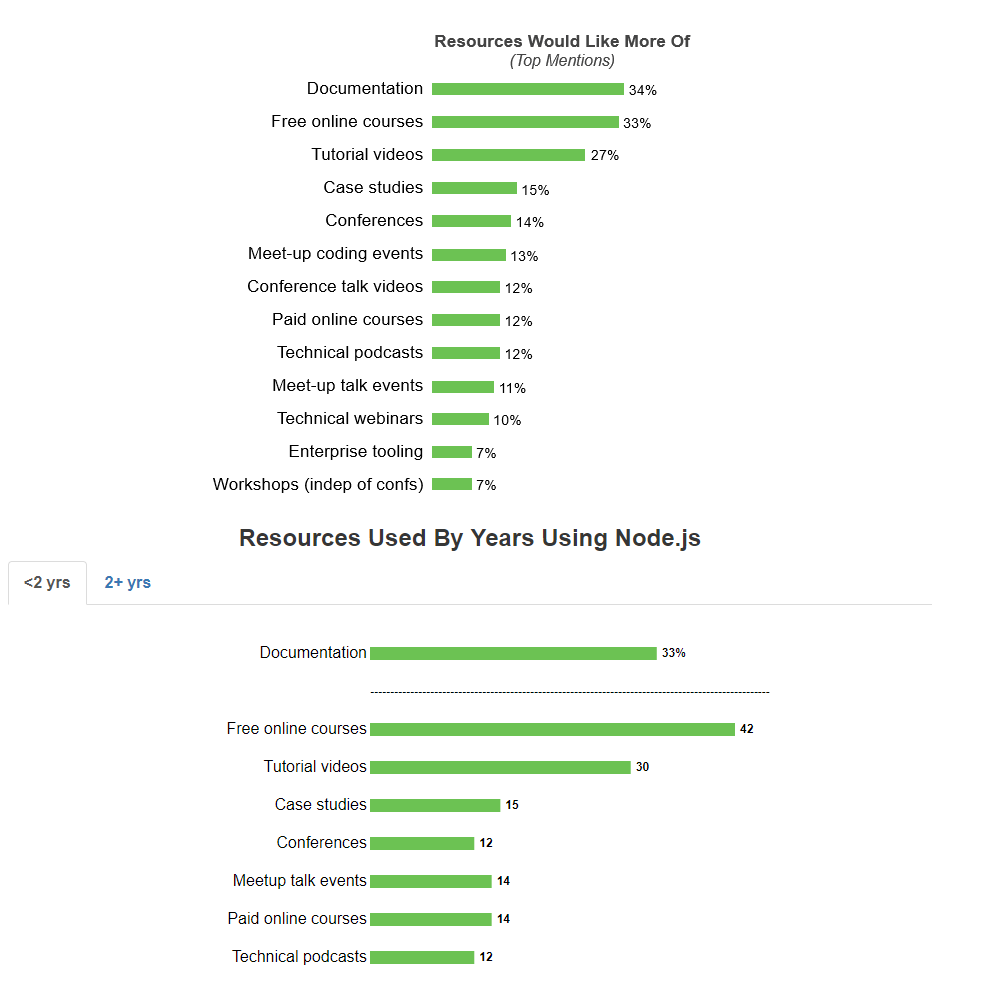 Resources Would Like More Of
(Top Mentions)
Documentation 34%
Free online courses 33%
Tutorial videos 27%
Case studies 15%
Conferences 14%
Meet-up coding events 13%
Conference talk videos 12%
Paid online courses 12%
Technical podcasts 12%
Meet-up talk events 11%
Technical webinars 10%
Enterprise tooling 7%
Workshops (indep of confs) 7%
Resources Used By Years Using Node.js
<2 yrs 2+ yrs
Documentation 33%
Free online courses 42
Tutorial videos 30
Case studies 15
Conferences 12
Meetup talk events 14
Paid online courses 14
Technical podcasts 12